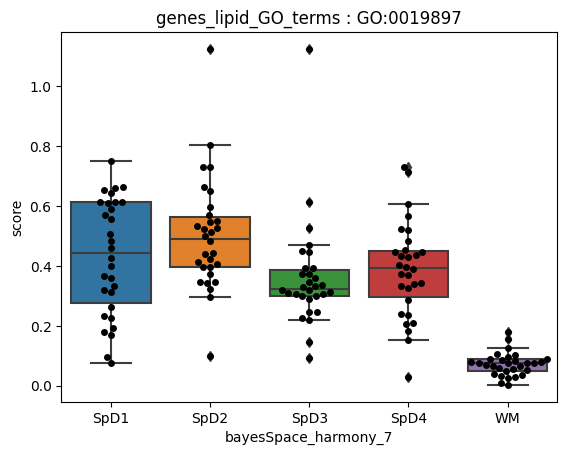 genes_lipid_GO_terms : GO:0019897
score
1.0
0.8
0.6
0.4
0.2
0.0
SpD1 SpD2 SpD3 SpD4 WM
bayesSpace_harmony_7